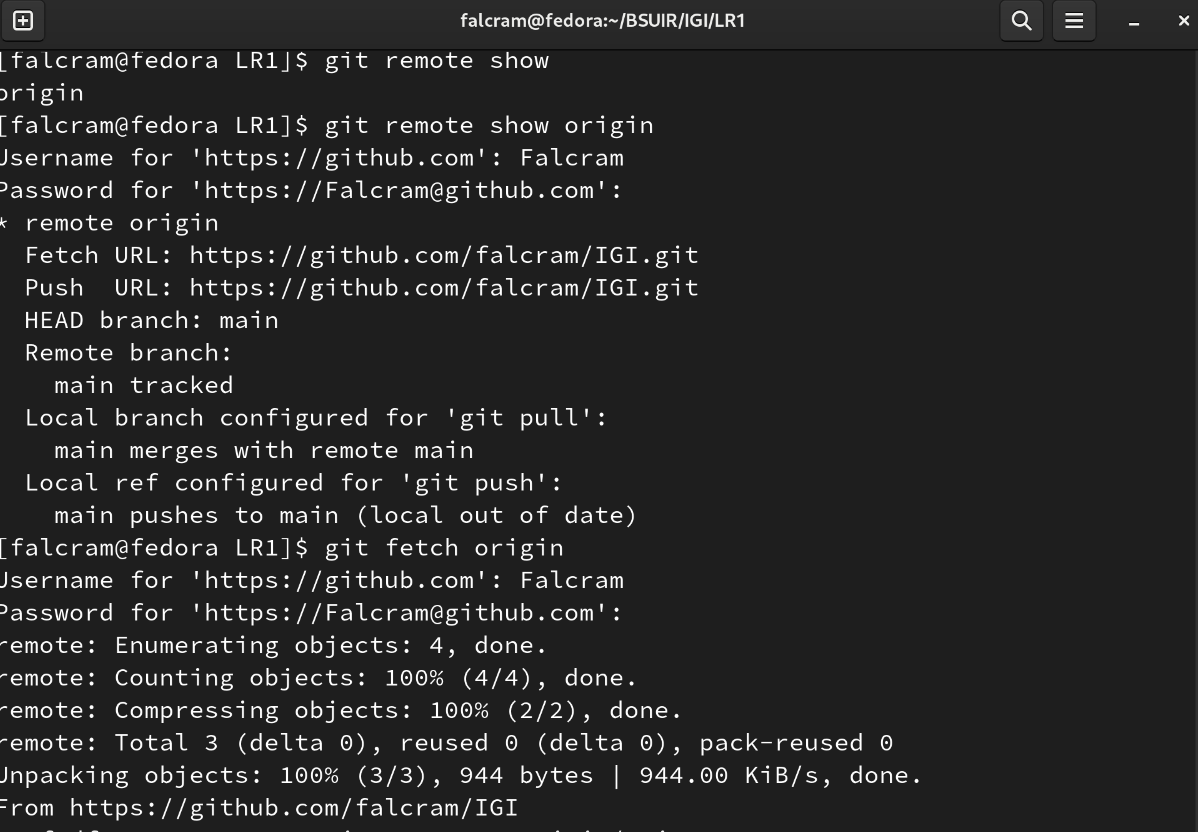 falcram@fedora:~/BSUIR/IGI/LR1
[falcram@fedora LR1]$ git remote show
origin
[falcram@fedora LR1]$ git remote show origin
Username for 'https://github.com': Falcram
Password for 'https://Falcram@github.com':
* remote origin
  Fetch URL: https://github.com/falcram/IGI.git
  Push  URL: https://github.com/falcram/IGI.git
  HEAD branch: main
  Remote branch:
    main tracked
  Local branch configured for 'git pull':
    main merges with remote main
  Local ref configured for 'git push':
    main pushes to main (local out of date)
[falcram@fedora LR1]$ git fetch origin
Username for 'https://github.com': Falcram
Password for 'https://Falcram@github.com':
remote: Enumerating objects: 4, done.
remote: Counting objects: 100% (4/4), done.
remote: Compressing objects: 100% (2/2), done.
remote: Total 3 (delta 0), reused 0 (delta 0), pack-reused 0
Unpacking objects: 100% (3/3), 944 bytes | 944.00 KiB/s, done.
From https://github.com/falcram/IGI